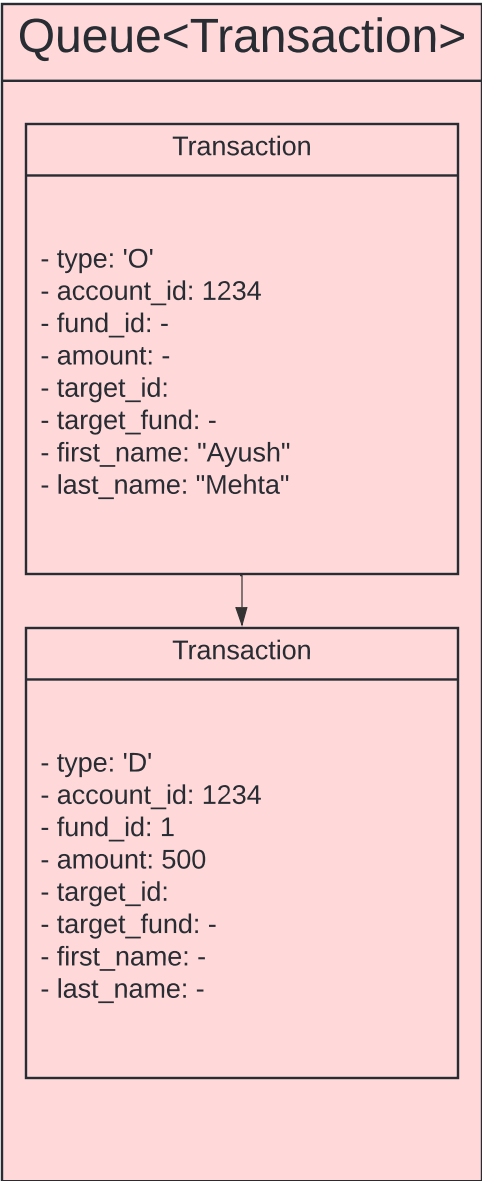 Queue<Transaction>
Transaction
- type: 'O'
- account_id: 1234
- fund_id: -
- amount: -
- target_id:
- target_fund: -
- first_name: "Ayush"
- last_name: "Mehta"
Transaction
- type: 'D'
- account_id: 1234
- fund_id: 1
- amount: 500
- target_id:
- target_fund: -
- first_name: -
- last_name: -